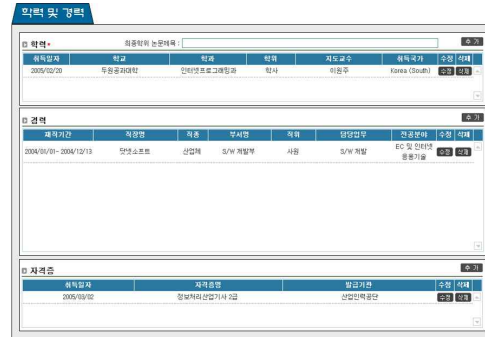 학력 및 경력
학력* 최종학위 논문제목 : 추 가
취득일자 학교 학과 학위 지도교수 취득국가 수정 삭제
2005/02/20 두원공과대학 인터넷프로그래밍과 학사 이원주 Korea (South) 수정 삭제
경력 추 가
재직기간 직장명 직종 부서명 직위 담당업무 전공분야 수정 삭제
2004/01/01~2004/12/13 닷넷소프트 산업체 S/W 개발부 사원 S/W 개발 EC 및 인터넷 수정 삭제
응용기술
자격증 추 가
취득일자 자격증명 발급기관 수정 삭제
2005/03/02 정보처리산업기사 2급 산업인력공단 수정 삭제